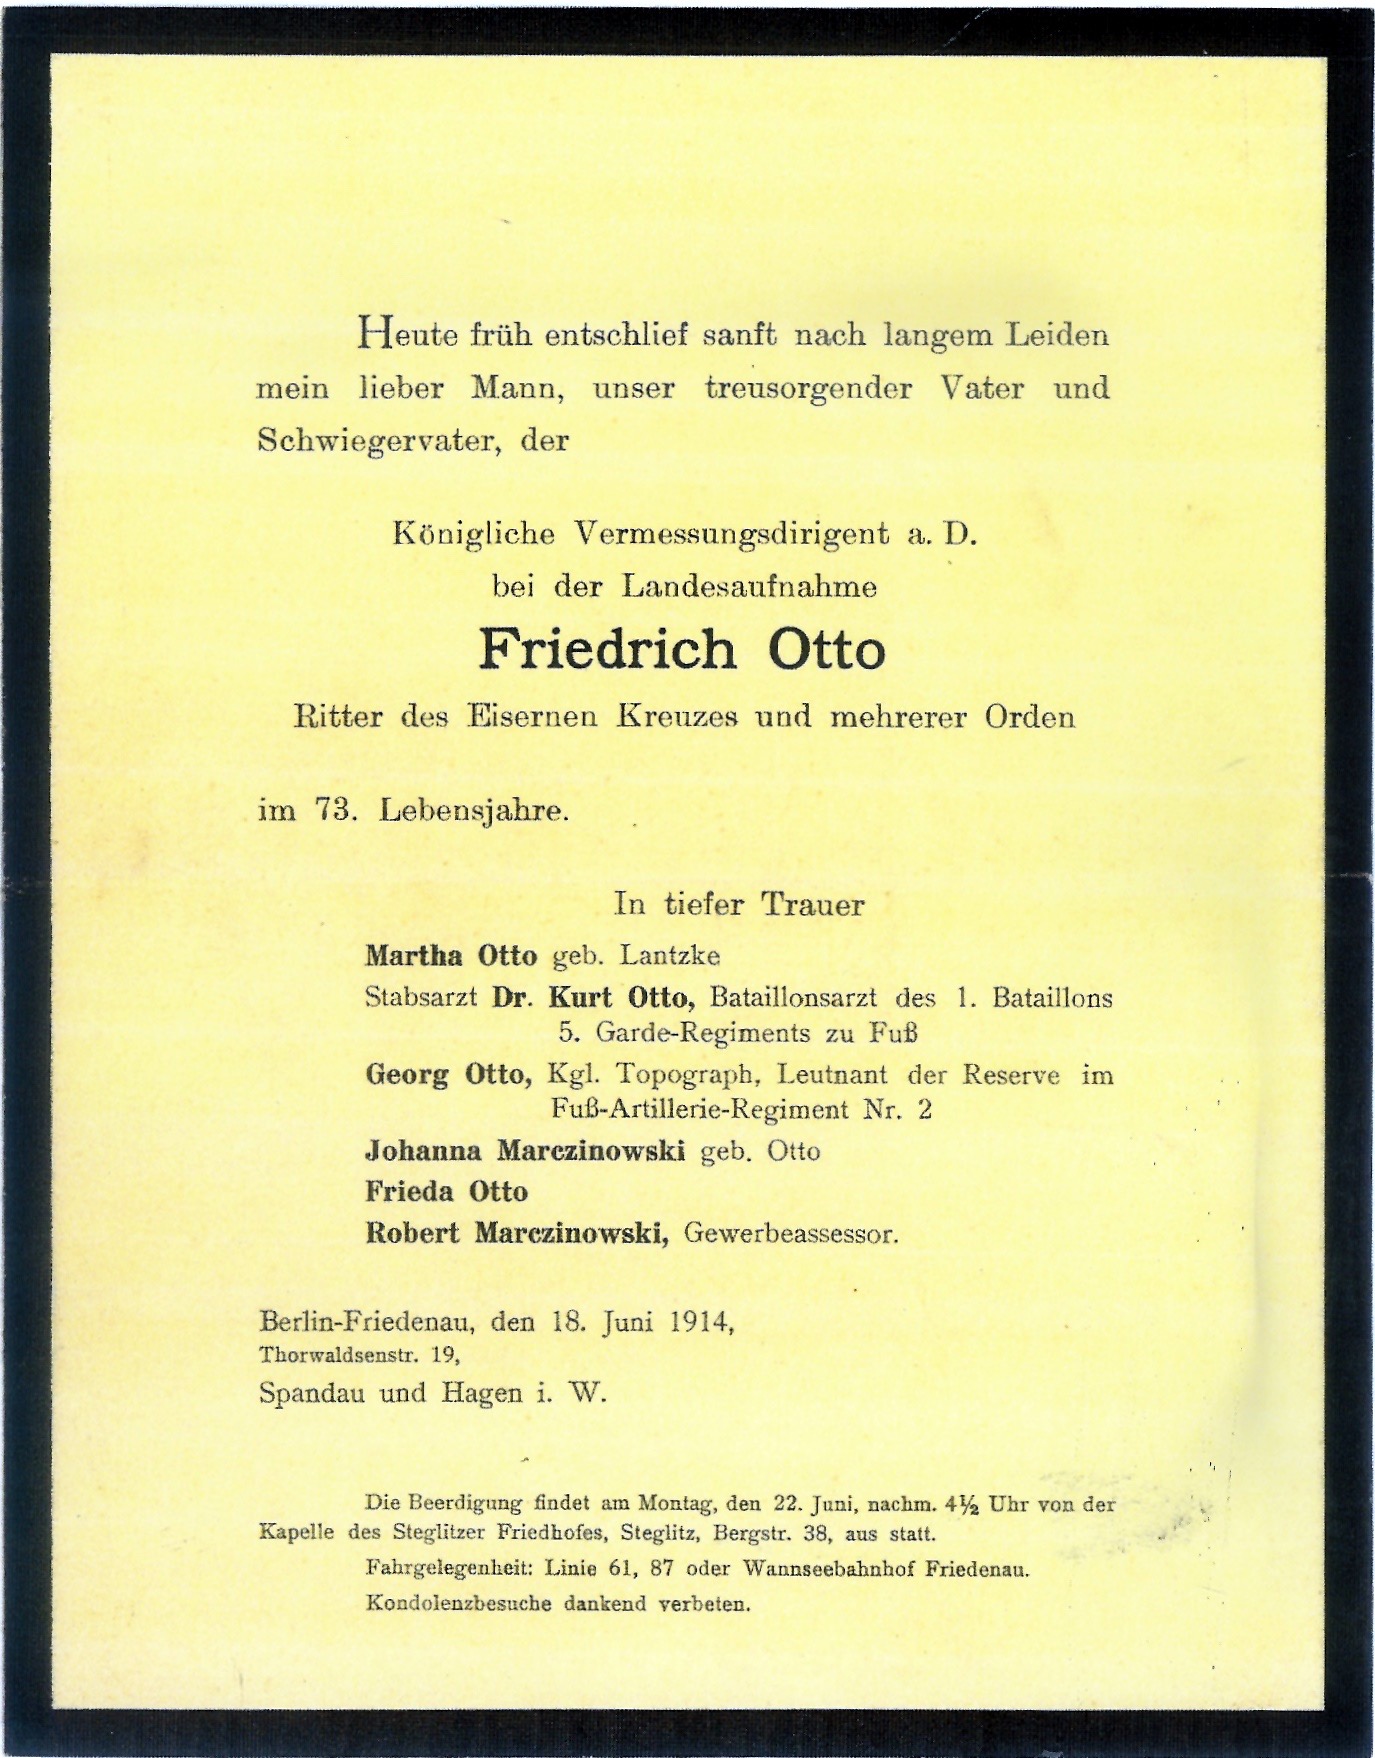 Heute früh entschlief sanft nach langem Leiden
mein lieber Mann, unser treusorgender Vater und
Schwiegervater, der
Königliche Vermessungsdirigent a. D.
bei der Landesaufnahme
Friedrich Otto
Ritter des Eisernen Kreuzes und mehrerer Orden
im 73. Lebensjahre.
In tiefer Trauer
Martha Otto geb. Lantzke
Stabsarzt Dr. Kurt Otto, Bataillonsarzt des 1. Bataillons
5. Garde-Regiments zu Fuß
Georg Otto, Kgl. Topograph, Leutnant der Reserve im
Fuß-Artillerie-Regiment Nr. 2
Johanna Marczinowski geb. Otto
Frieda Otto
Robert Marczinowski, Gewerbeassessor.
Berlin-Friedenau, den 18. Juni 1914,
Thorwaldsenstr. 19,
Spandau und Hagen i. W.
Die Beerdigung findet am Montag, den 22. Juni, nachm. 4½ Uhr von der
Kapelle des Steglitzer Friedhofes, Steglitz, Bergstr. 38, aus statt.
Fahrgelegenheit: Linie 61, 87 oder Wannseebahnhof Friedenau.
Kondolenzbesuche dankend verbeten.